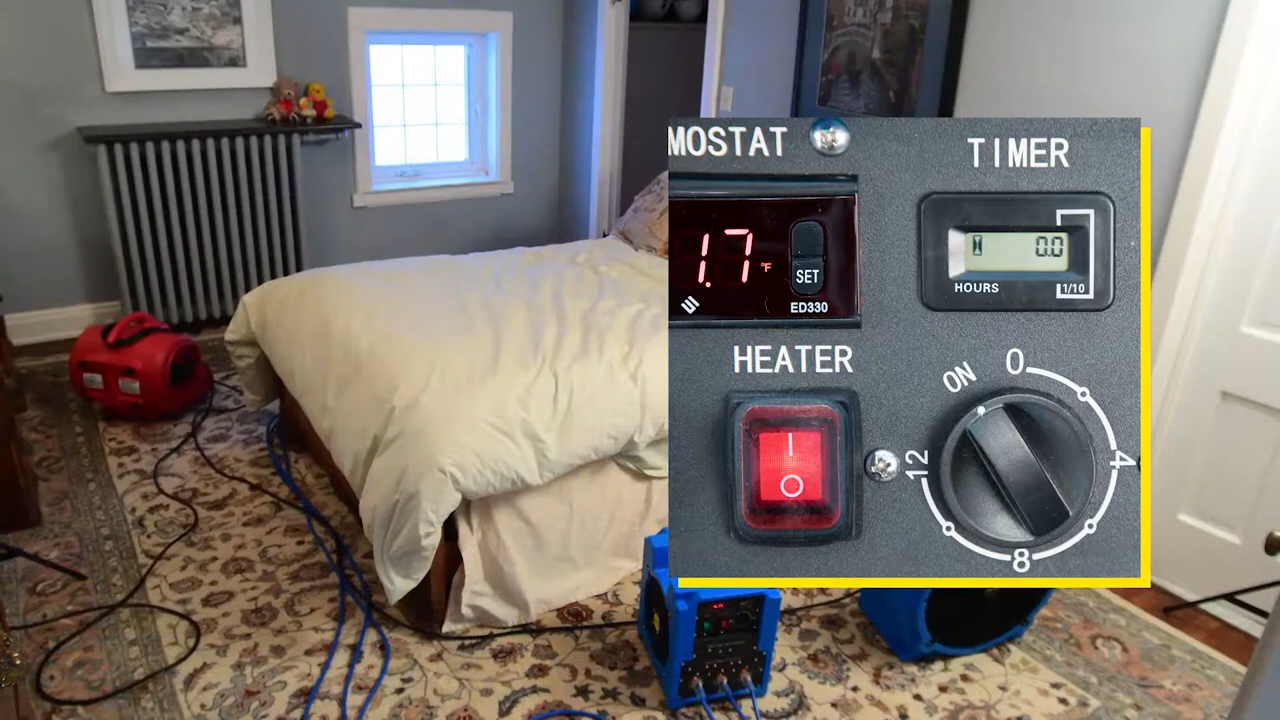 MOSTAT
TIMER
1.7 °F
SET
ED330
0.0
HOURS
1/10
HEATER
ON
0
4
8
12
I
O